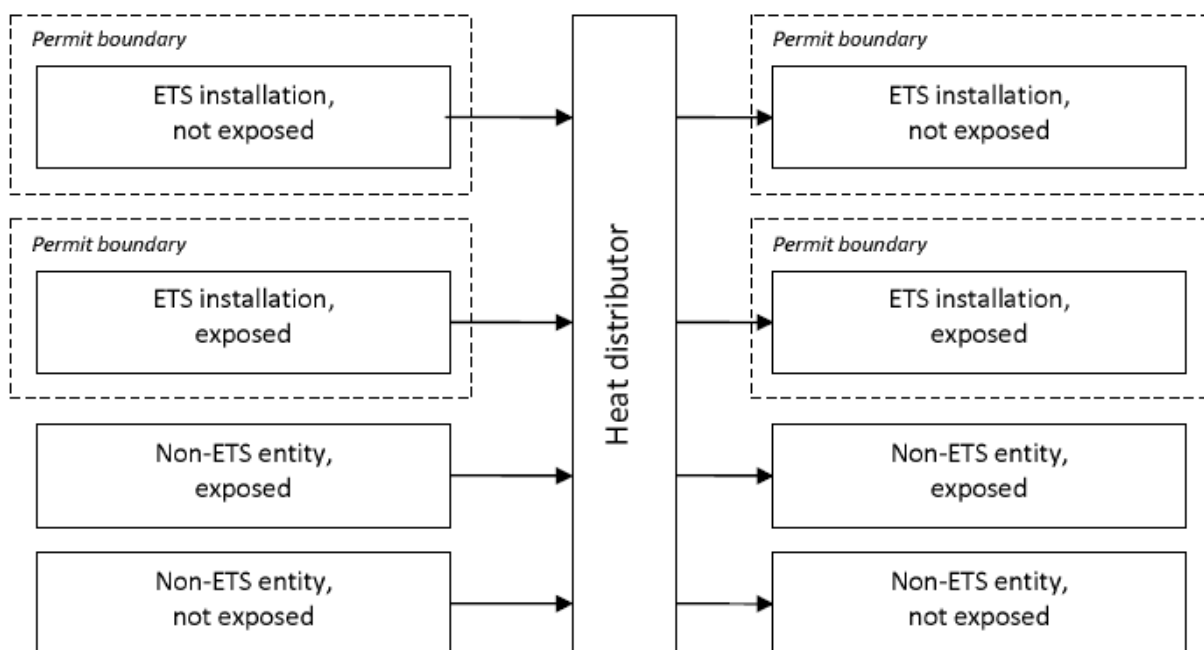 Permit boundary
ETS installation,
not exposed
Permit boundary
ETS installation,
exposed
Non-ETS entity,
exposed
Non-ETS entity,
not exposed
Heat distributor
Permit boundary
ETS installation,
not exposed
Permit boundary
ETS installation,
exposed
Non-ETS entity,
exposed
Non-ETS entity,
not exposed